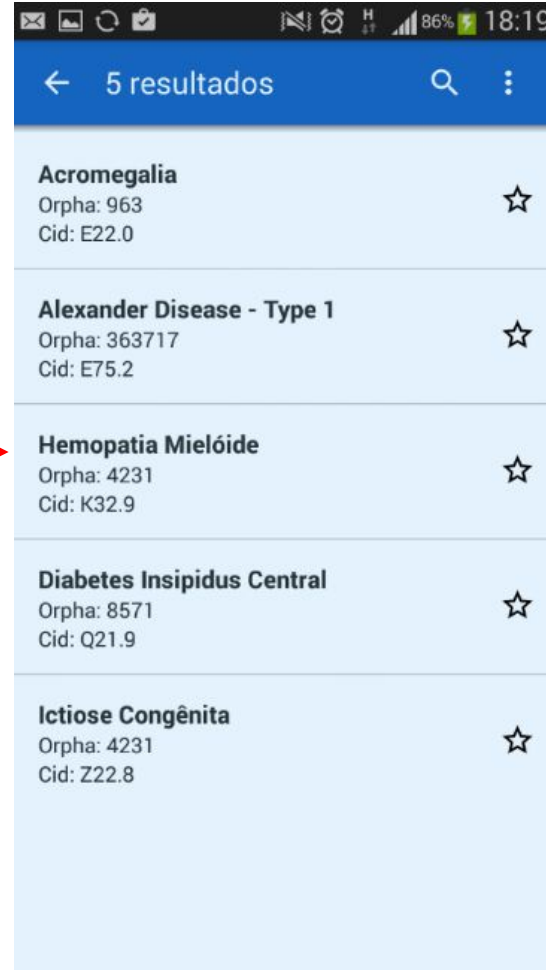 H 86% 18:19
5 resultados
Acromegalia
Orpha: 963
Cid: E22.0
Alexander Disease - Type 1
Orpha: 363717
Cid: E75.2
Hemopatia Mielóide
Orpha: 4231
Cid: K32.9
Diabetes Insipidus Central
Orpha: 8571
Cid: Q21.9
Ictiose Congênita
Orpha: 4231
Cid: Z22.8